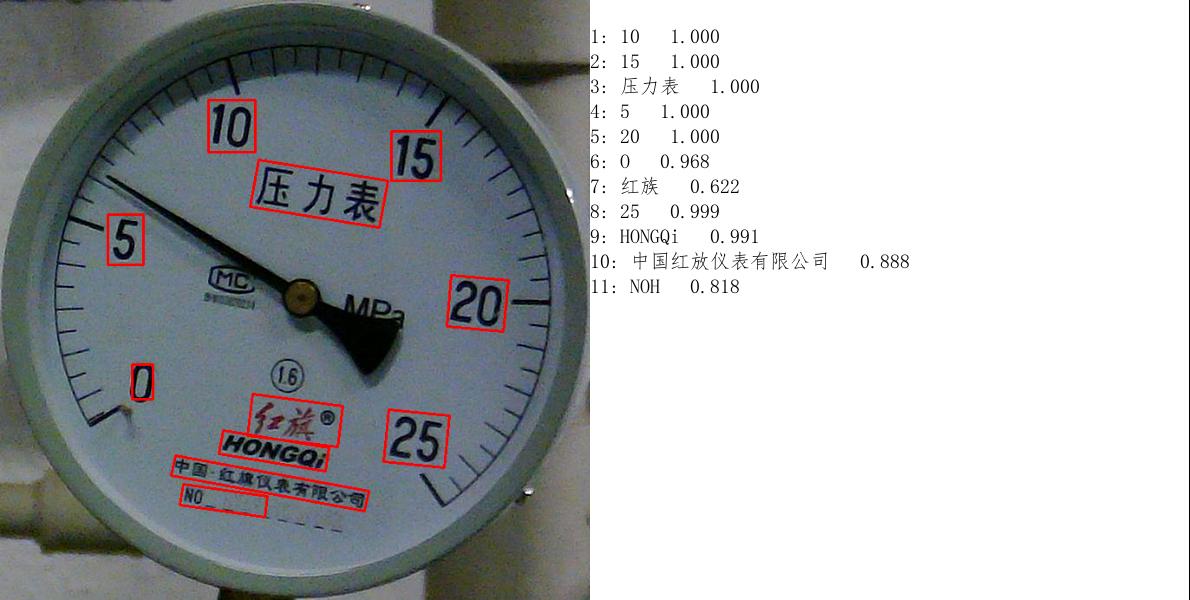 10
15
压力表
5
MC
20
MPa
0
1.6
红旗®
25
HONGQi
中国·红旗仪表有限公司
NO
1: 10 1.000
2: 15 1.000
3: 压力表 1.000
4: 5 1.000
5: 20 1.000
6: O 0.968
7: 红族 0.622
8: 25 0.999
9: HONGQi 0.991
10: 中国红放仪表有限公司 0.888
11: NOH 0.818